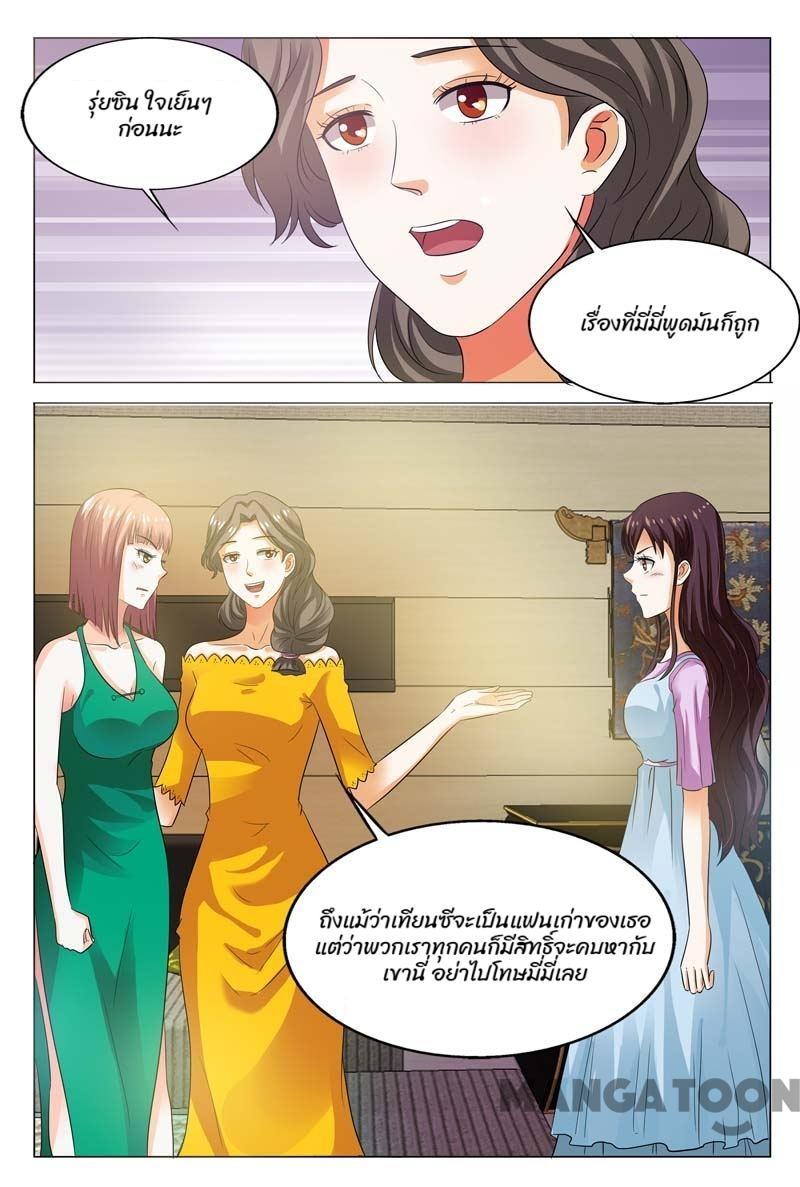 รุ่ยซิน ใจเย็นๆ
ก่อนนะ
เรื่องที่มี่มี่พูดมันก็ถูก
ถึงแม้ว่าเทียนซีจะเป็นแฟนเก่าของเธอ
แต่ว่าพวกเราทุกคนก็มีสิทธิ์จะคบหากับ
เขานี่ อย่าไปโทษมี่มี่เลย
MANGATOON